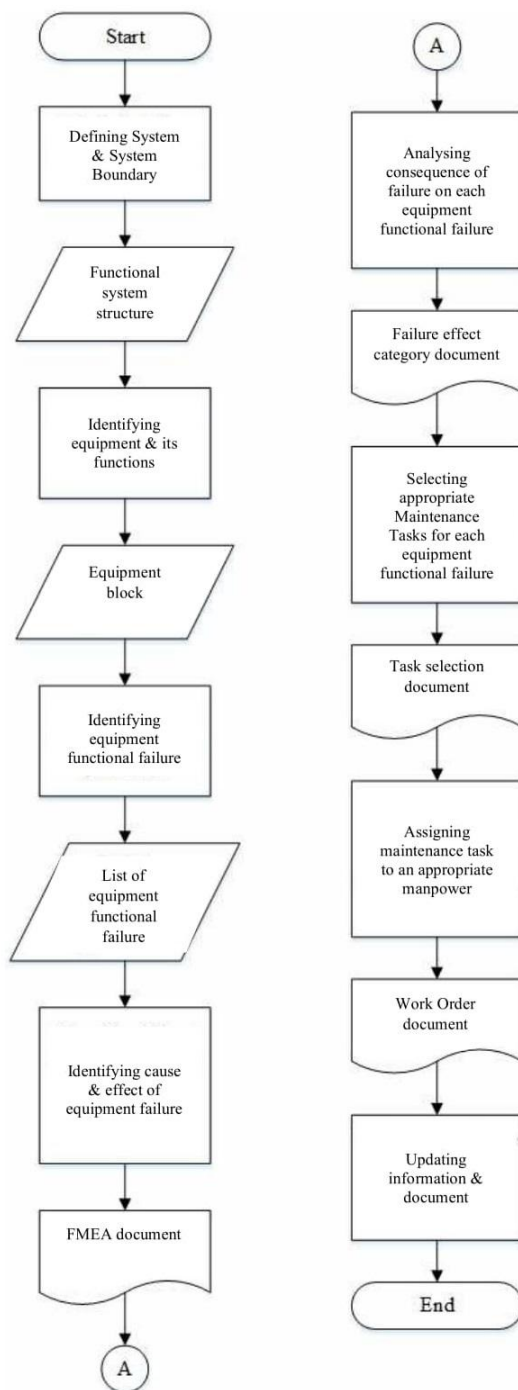 Start
Defining System
& System
Boundary
Functional
system
structure
Identifying
equipment & its
functions
Equipment
block
Identifying
equipment
functional failure
List of
equipment
functional
failure
Identifying cause
& effect of
equipment failure
FMEA document
A
A
Analysing
consequence of
failure on each
equipment
functional failure
Failure effect
category document
Selecting
appropriate
Maintenance
Tasks for each
equipment
functional failure
Task selection
document
Assigning
maintenance task
to an appropriate
manpower
Work Order
document
Updating
information &
document
End